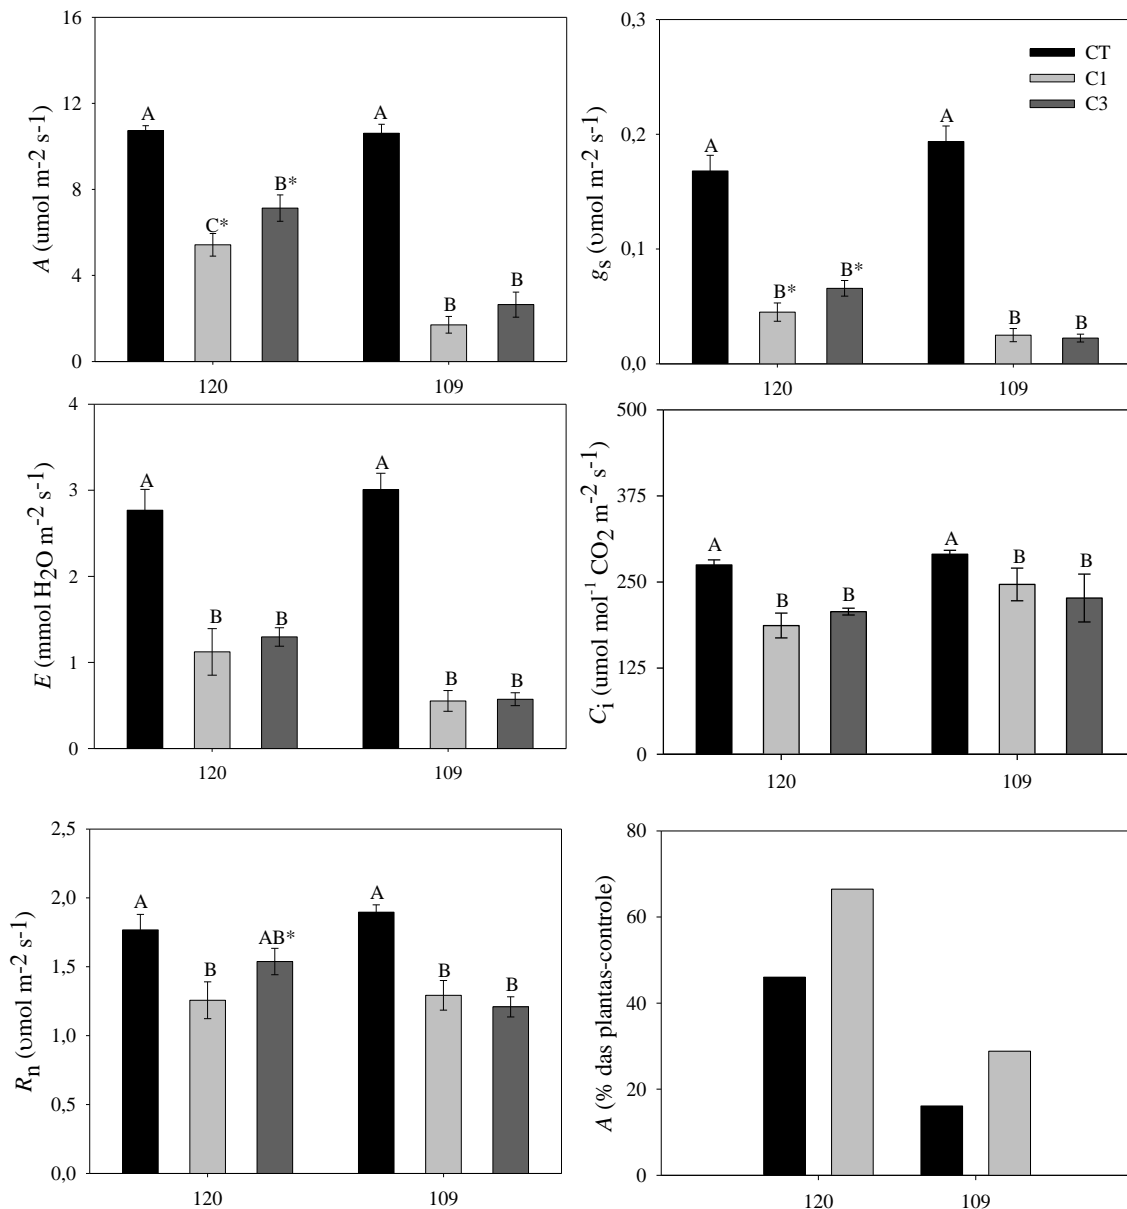 16
12
8
4
0
A (umol m-2 s-1)
A
C*
B*
A
B
B
120
109
0,3
0,2
0,1
0,0
gs (υmol m-2 s-1)
CT
C1
C3
A
B*
B*
A
B
B
120
109
4
3
2
1
0
E (mmol H2O m-2 s-1)
A
B
B
A
B
B
120
109
500
375
250
125
0
Ci (umol mol-1 CO2 m-2 s-1)
A
B
B
A
B
B
120
109
2,5
2,0
1,5
1,0
0,5
0,0
Rn (υmol m-2 s-1)
A
B
AB*
A
B
B
120
109
80
60
40
20
0
A (% das plantas-controle)
120
109